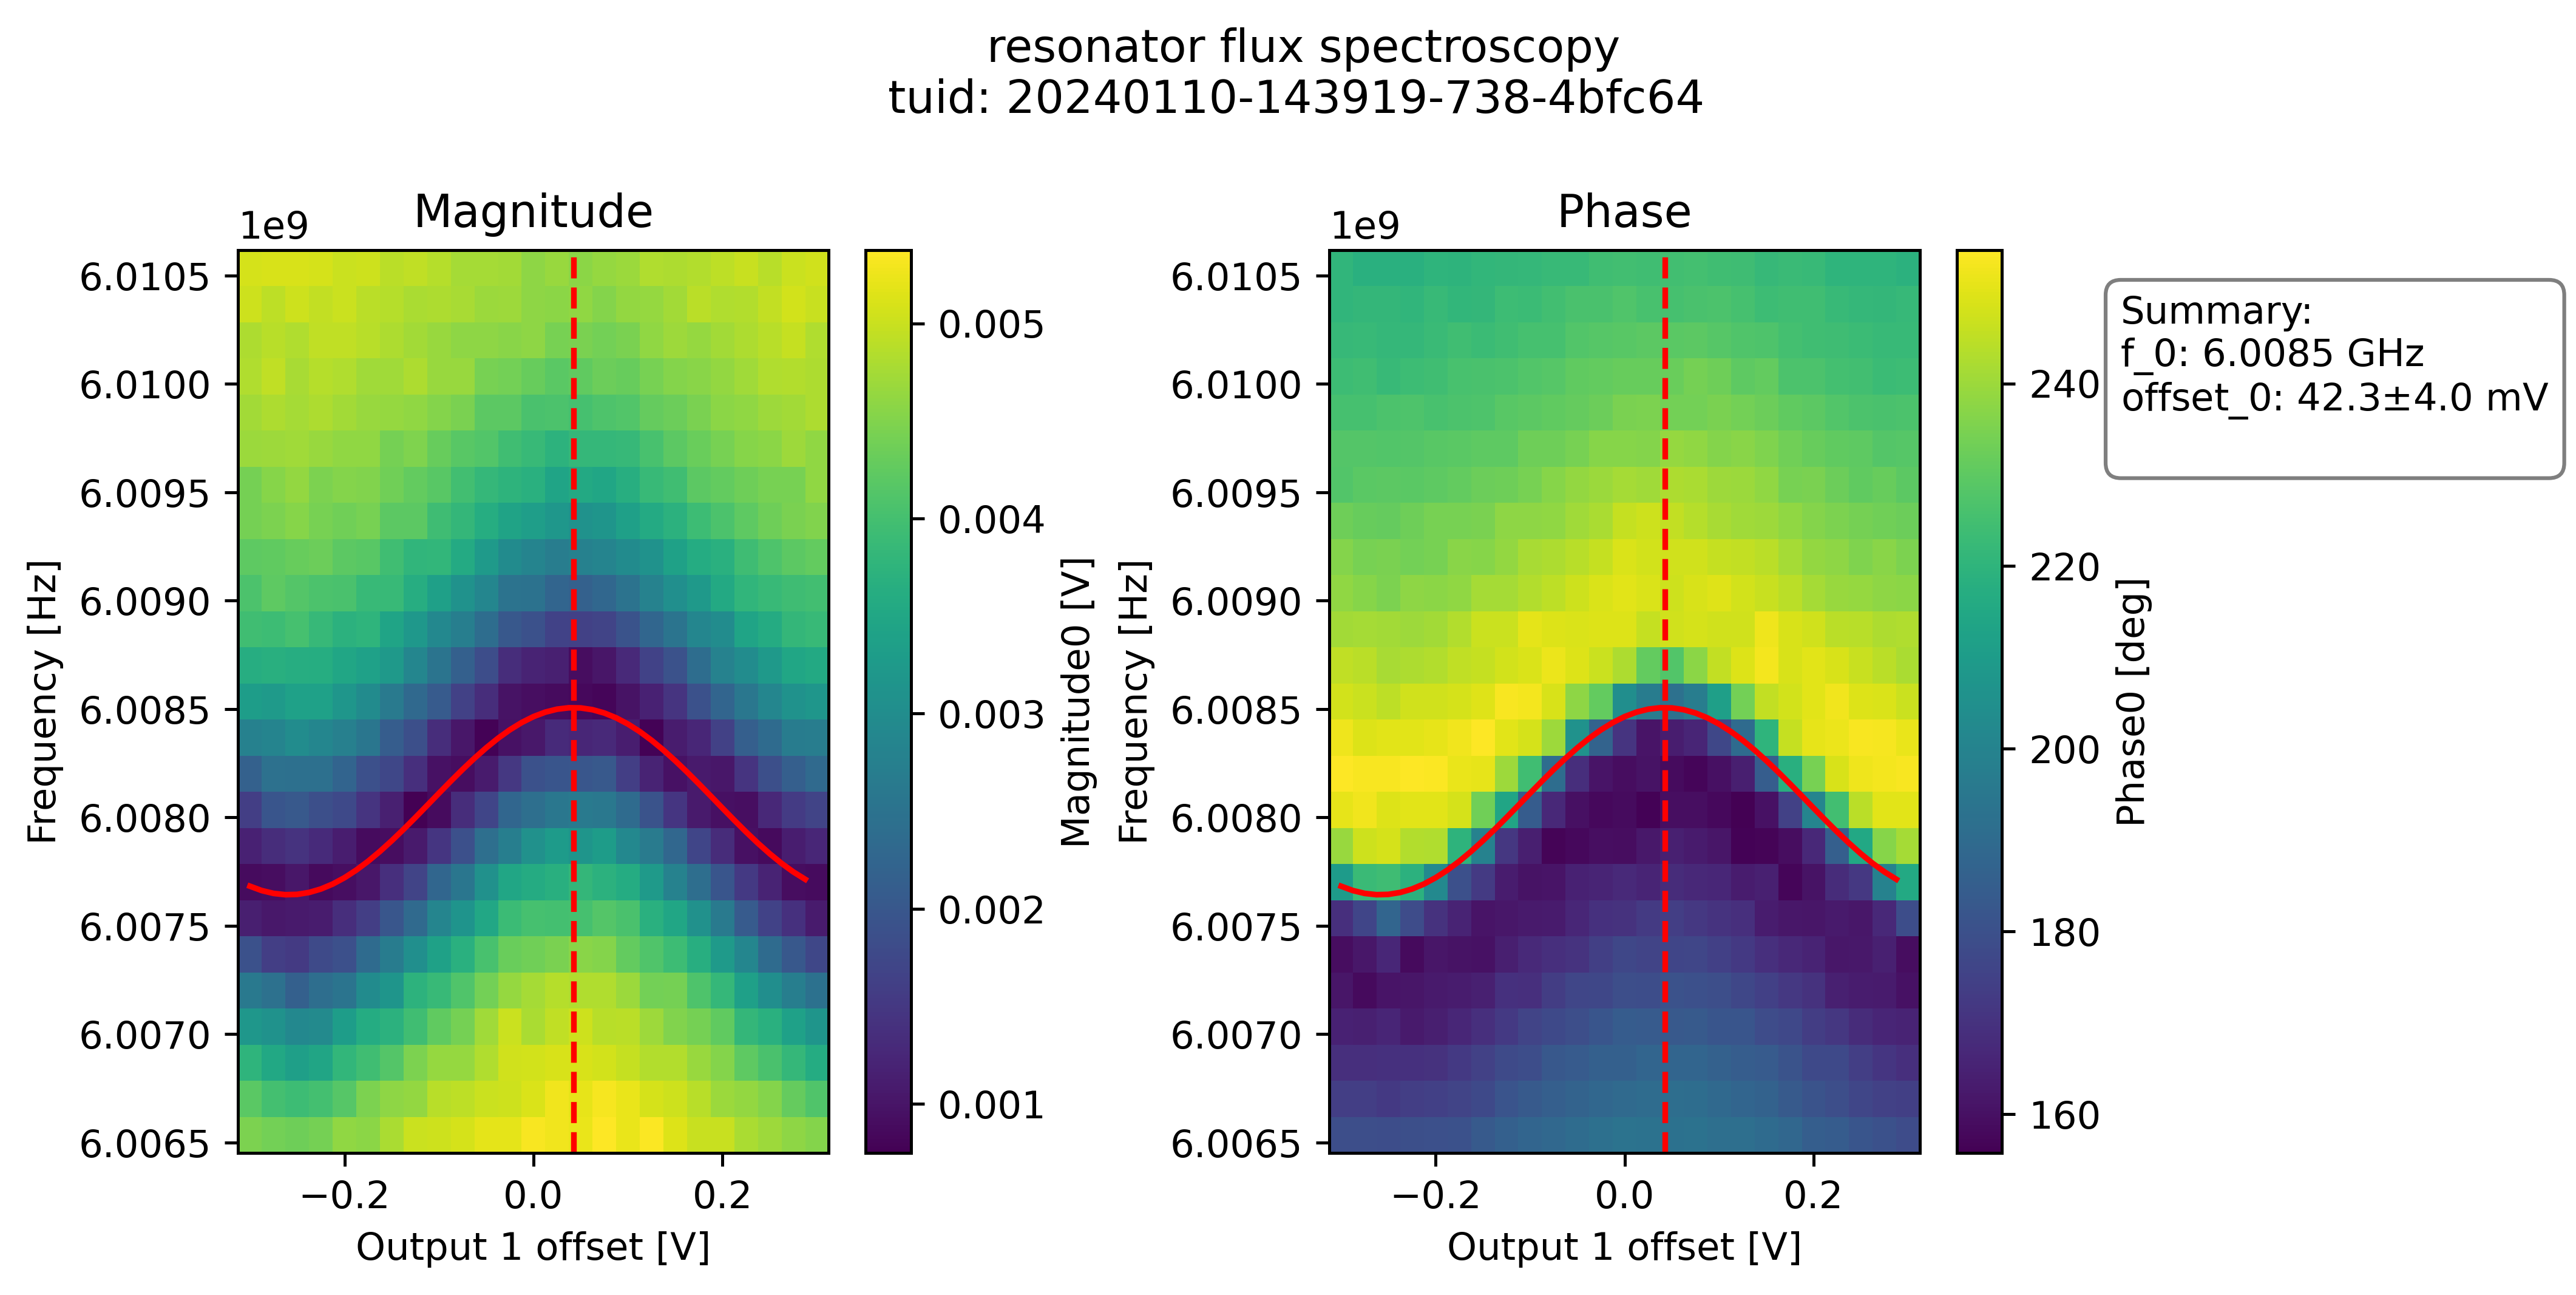 resonator flux spectroscopy
tuid: 20240110-143919-738-4bfc64
Magnitude
1e9
6.0105
6.0100
6.0095
6.0090
6.0085
6.0080
6.0075
6.0070
6.0065
Frequency [Hz]
−0.2
0.0
0.2
Output 1 offset [V]
0.005
0.004
0.003
0.002
0.001
Magnitude0 [V]
Phase
1e9
6.0105
6.0100
6.0095
6.0090
6.0085
6.0080
6.0075
6.0070
6.0065
Frequency [Hz]
−0.2
0.0
0.2
Output 1 offset [V]
240
220
200
180
160
Phase0 [deg]
Summary:
f_0: 6.0085 GHz
offset_0: 42.3±4.0 mV